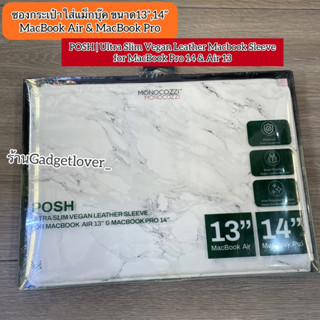 ซองกระเป๋าใส่แม็กบุ๊ค ขนาด13",14"
MacBook Air & MacBook Pro
POSH | Ultra Slim Vegan Leather Macbook Sleeve
for MacBook Pro 14 & Air 13
MONOCOZZI
MONOCOZZI
ร้านGadgetlover_
POSH
ULTRA SLIM VEGAN LEATHER SLEEVE
FOR MACBOOK AIR 13" & MACBOOK PRO 14"
13"
MacBook Air
14"
MacBook Pro